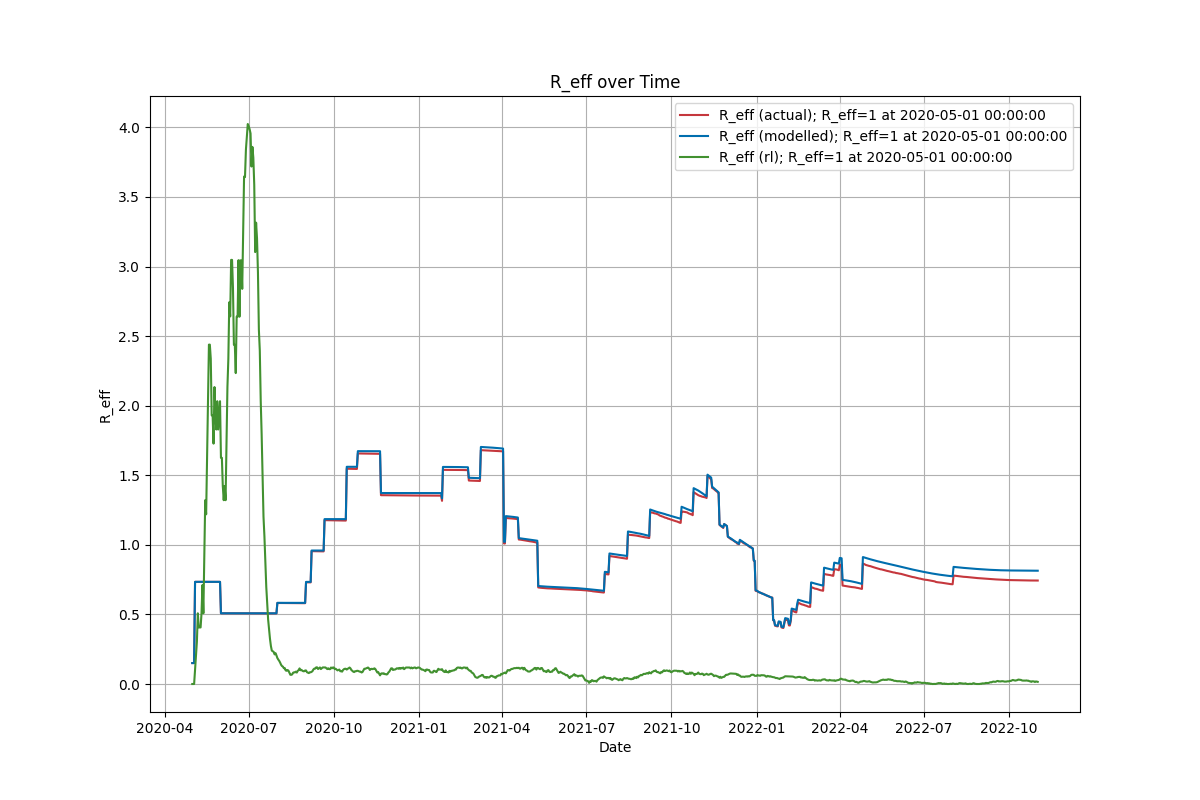 R_eff over Time
R_eff (actual); R_eff=1 at 2020-05-01 00:00:00
R_eff (modelled); R_eff=1 at 2020-05-01 00:00:00
R_eff (rl); R_eff=1 at 2020-05-01 00:00:00
R_eff
4.0
3.5
3.0
2.5
2.0
1.5
1.0
0.5
0.0
2020-04 2020-07 2020-10 2021-01 2021-04 2021-07 2021-10 2022-01 2022-04 2022-07 2022-10
Date